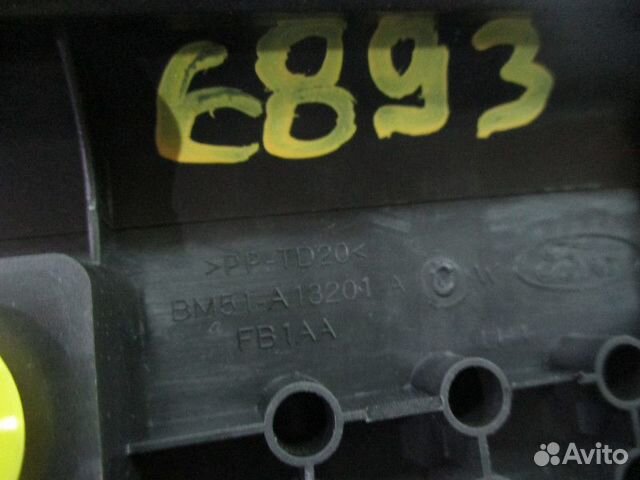 6893
>PP-TD20<
BM51-A13201 A
FB1AA
Avito